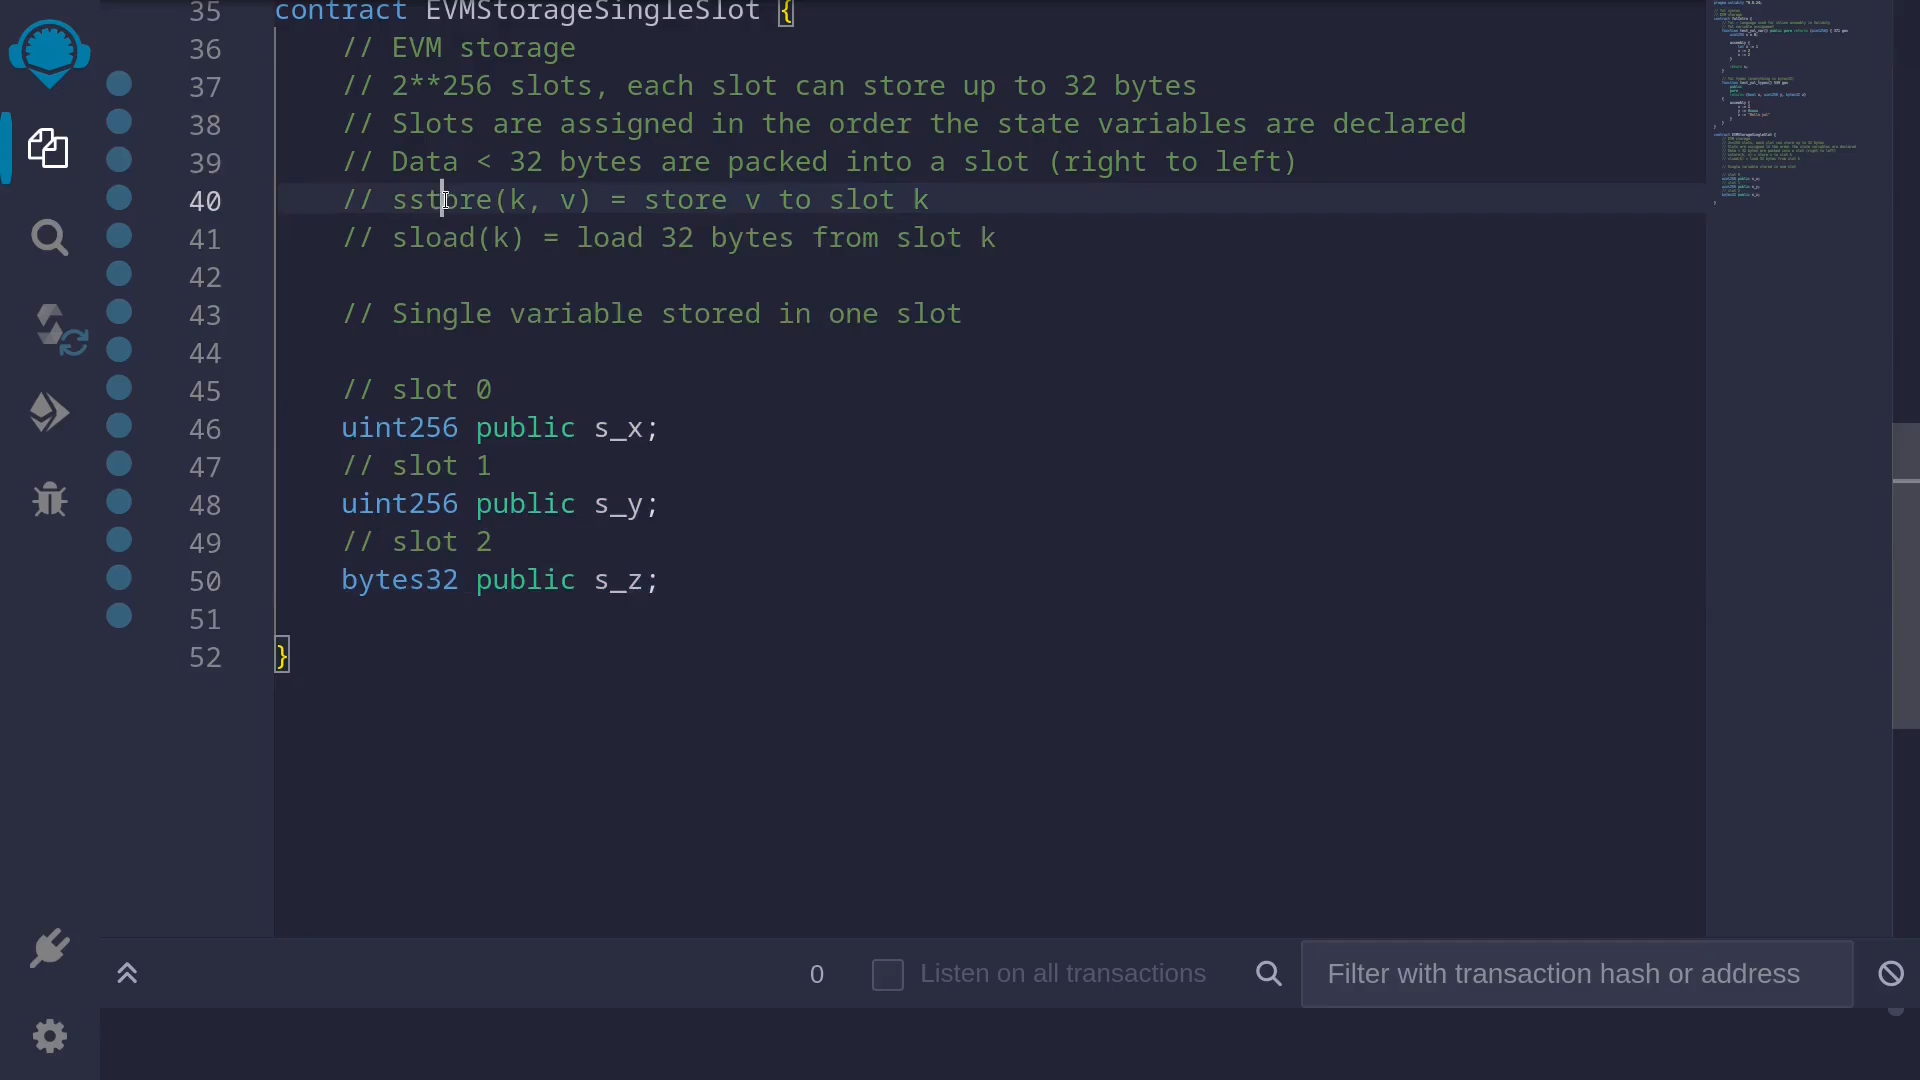 35 contract EVMStorageSingleSlot {
36 // EVM storage
37 // 2**256 slots, each slot can store up to 32 bytes
38 // Slots are assigned in the order the state variables are declared
39 // Data < 32 bytes are packed into a slot (right to left)
40 // sstore(k, v) = store v to slot k
41 // sload(k) = load 32 bytes from slot k
42
43 // Single variable stored in one slot
44
45 // slot 0
46 uint256 public s_x;
47 // slot 1
48 uint256 public s_y;
49 // slot 2
50 bytes32 public s_z;
51
52 }
0 Listen on all transactions Filter with transaction hash or address